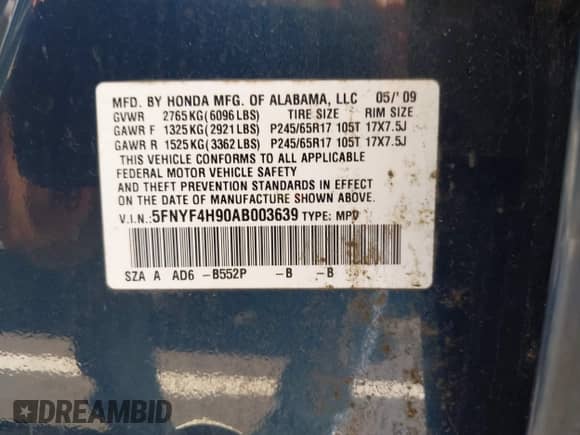 MFD. BY HONDA MFG. OF ALABAMA, LLC 05/'09
GVWR 2765KG(6096LBS) TIRE SIZE RIM SIZE
GAWR F 1325KG(2921LBS) P245/65R17 105T 17X7.5J
GAWR R 1525KG(3362LBS) P245/65R17 105T 17X7.5J
THIS VEHICLE CONFORMS TO ALL APPLICABLE
FEDERAL MOTOR VEHICLE SAFETY
AND THEFT PREVENTION STANDARDS IN EFFECT
ON THE DATE OF MANUFACTURE SHOWN ABOVE.
V.I.N.:5FNYF4H90AB003639 TYPE: MPV
SZA A AD6 -B552P -B -B
DREAMBID